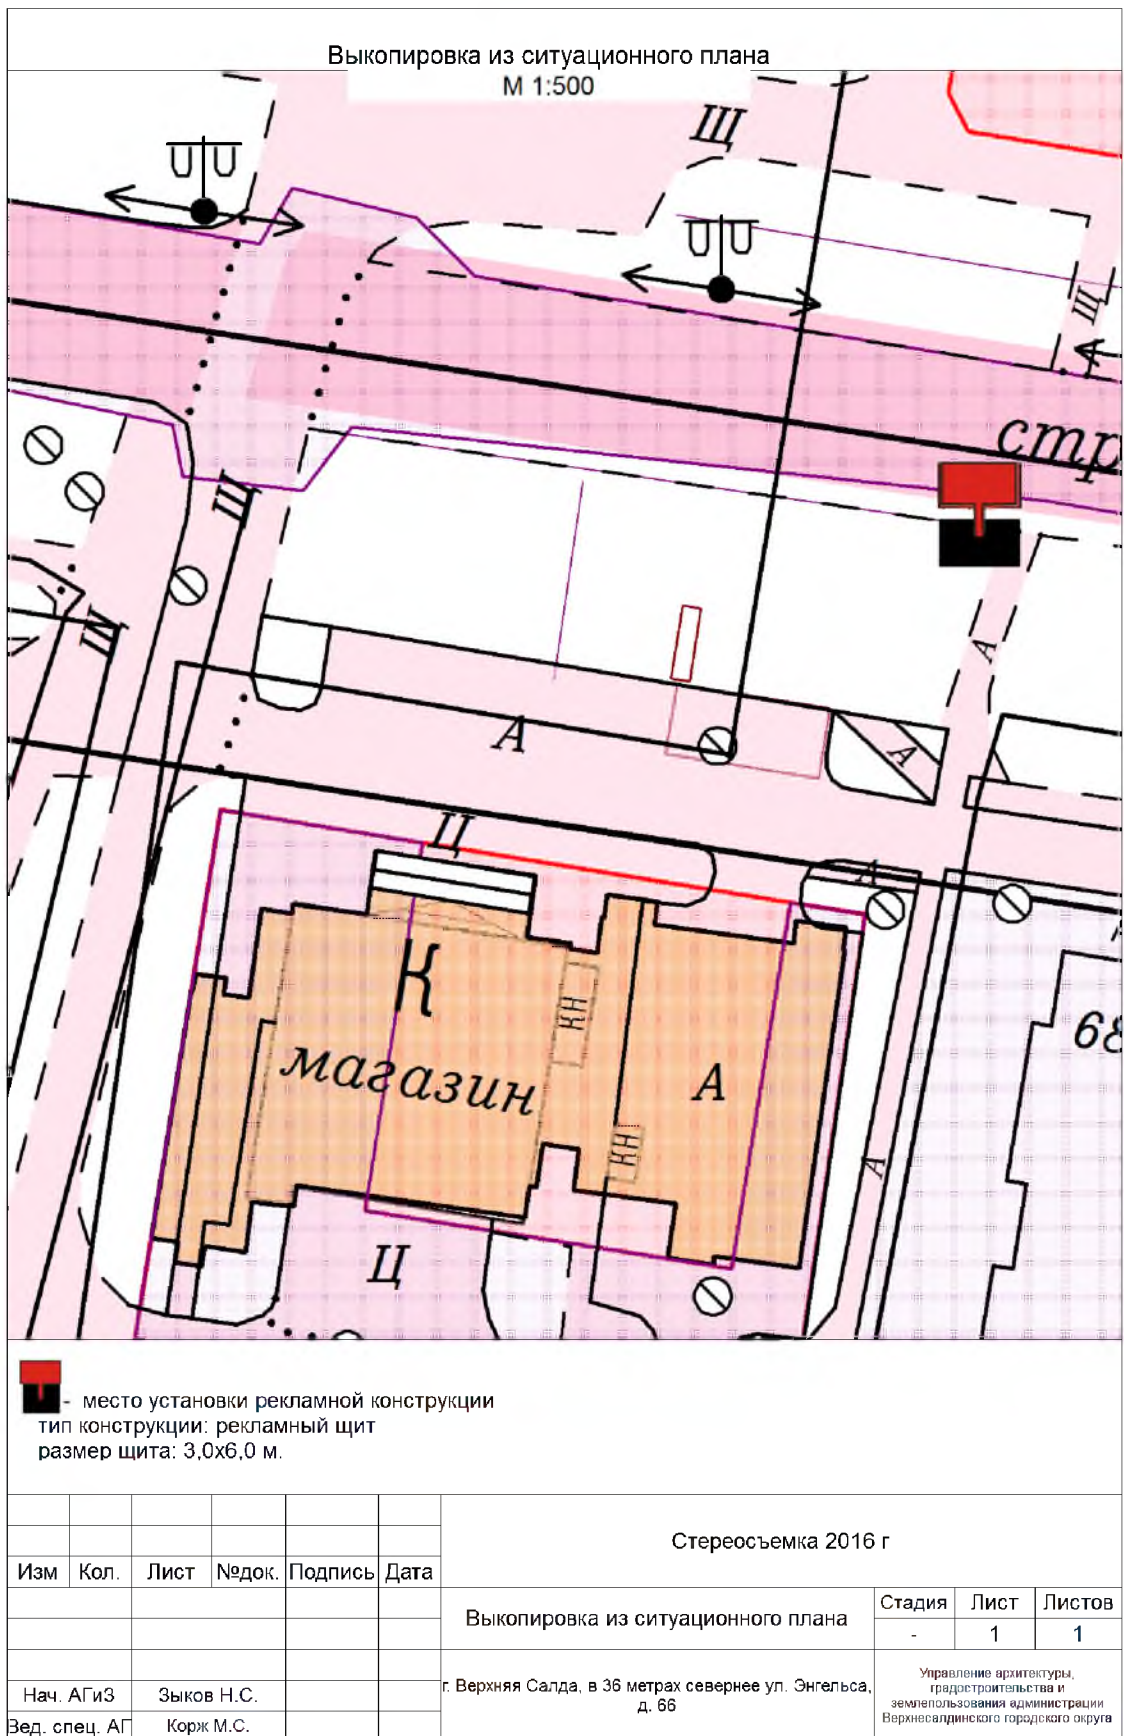 Выкопировка из ситуационного плана
М 1:500
Щ
Щ
стр
Щ
Щ
А
А
А
Ц
А
К
КН
магазин
А
68
КН
А
Ц
- место установки рекламной конструкции
тип конструкции: рекламный щит
размер щита: 3,0х6,0 м.
Стереосъемка 2016 г
Изм Кол. Лист №док. Подпись Дата
Выкопировка из ситуационного плана
Стадия Лист Листов
- 1 1
г. Верхняя Салда, в 36 метрах севернее ул. Энгельса,
д. 66
Управление архитектуры,
градостроительства и
землепользования администрации
Верхнесалдинского городского округа
Нач. АГиЗ Зыков Н.С.
Вед. спец. АГ Корж М.С.